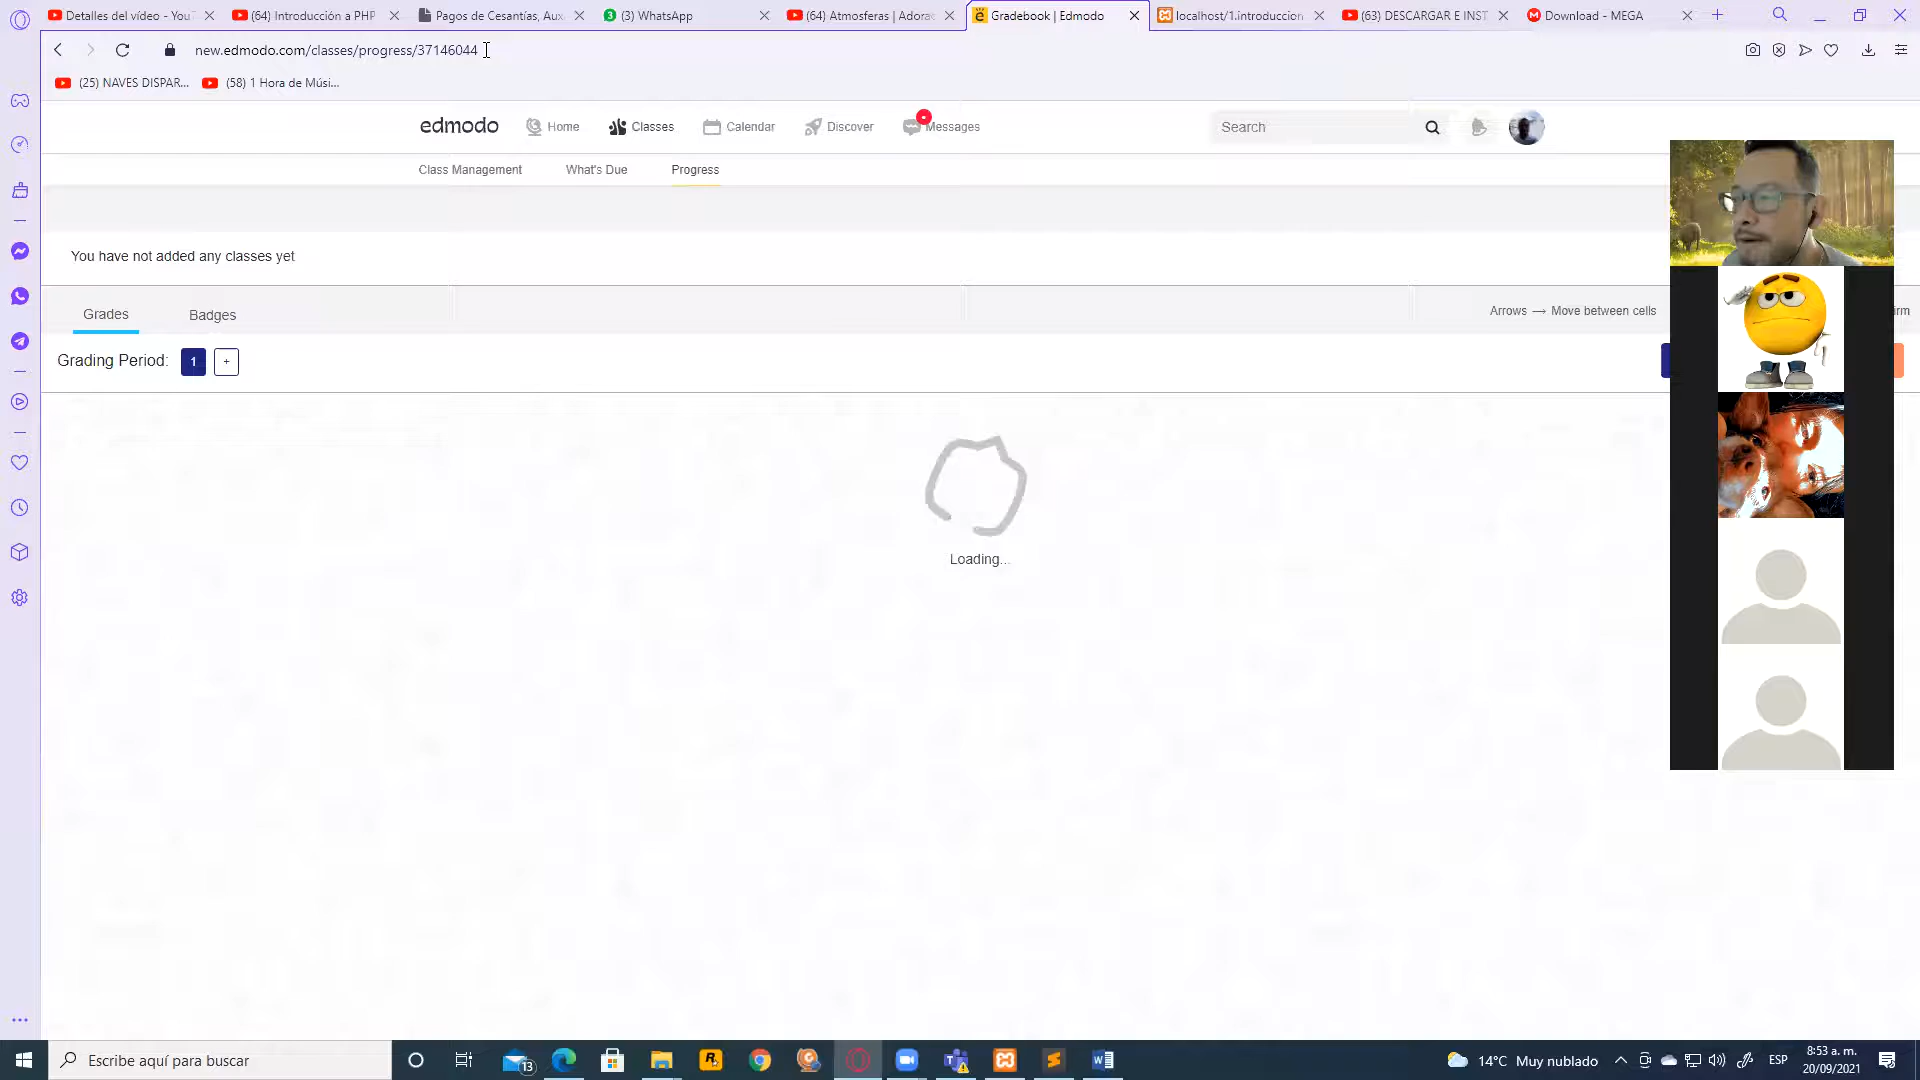 Detalles del vídeo - YouT
(64) Introducción a PHP
Pagos de Cesantías, Aux
(3) WhatsApp
(64) Atmosferas | Adorac
Gradebook | Edmodo
localhost/1.introduccion
(63) DESCARGAR E INST
Download - MEGA
new.edmodo.com/classes/progress/37146044
(25) NAVES DISPAR...
(58) 1 Hora de Músi...
edmodo
Home
Classes
Calendar
Discover
Messages
Search
Class Management
What's Due
Progress
You have not added any classes yet
Grades
Badges
Arrows → Move between cells
irm
Grading Period:
1
+
Loading...
Escribe aquí para buscar
13
14°C Muy nublado
ESP
8:53 a. m.
20/09/2021